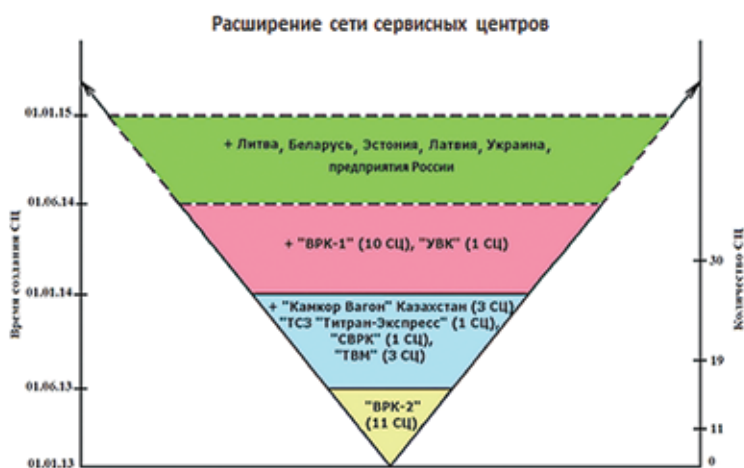 Расширение сети сервисных центров
Время создания СЦ
01.01.15
01.06.14
01.01.14
01.06.13
01.01.13
+ Литва, Беларусь, Эстония, Латвия, Украина,
предприятия России
+ "ВРК-1" (10 СЦ), "УВК" (1 СЦ)
+ "Камкор Вагон" Казахстан (3 СЦ)
"ТСЗ "Титран-Экспресс" (1 СЦ),
"СВРК" (1 СЦ),
"ТВМ" (3 СЦ)
"ВРК-2"
(11 СЦ)
Количество СЦ
30
19
11
0